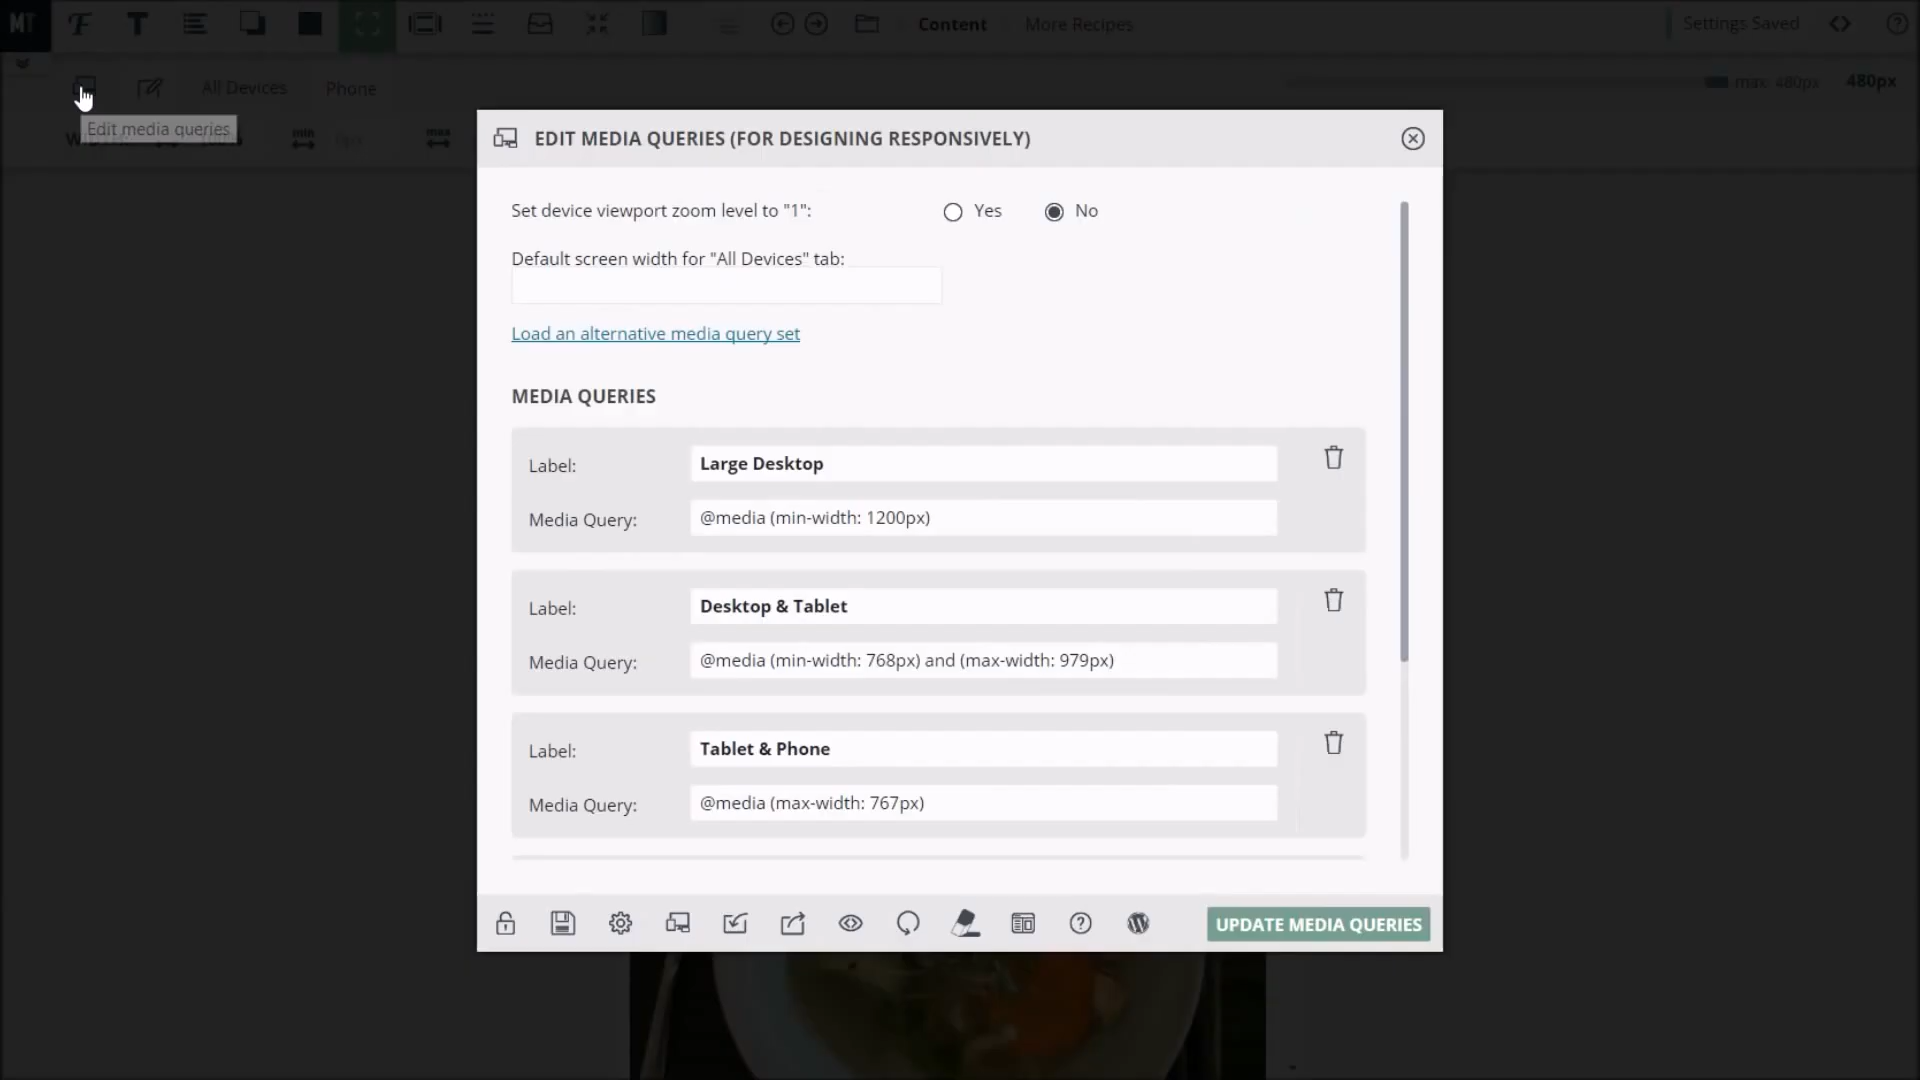 MT F T Content More Recipes Settings Saved
All Devices Phone max: 480px 480px
Edit media queries
min max
EDIT MEDIA QUERIES (FOR DESIGNING RESPONSIVELY)
Set device viewport zoom level to "1": Yes No
Default screen width for "All Devices" tab:
Load an alternative media query set
MEDIA QUERIES
Label: Large Desktop
Media Query: @media (min-width: 1200px)
Label: Desktop & Tablet
Media Query: @media (min-width: 768px) and (max-width: 979px)
Label: Tablet & Phone
Media Query: @media (max-width: 767px)
UPDATE MEDIA QUERIES